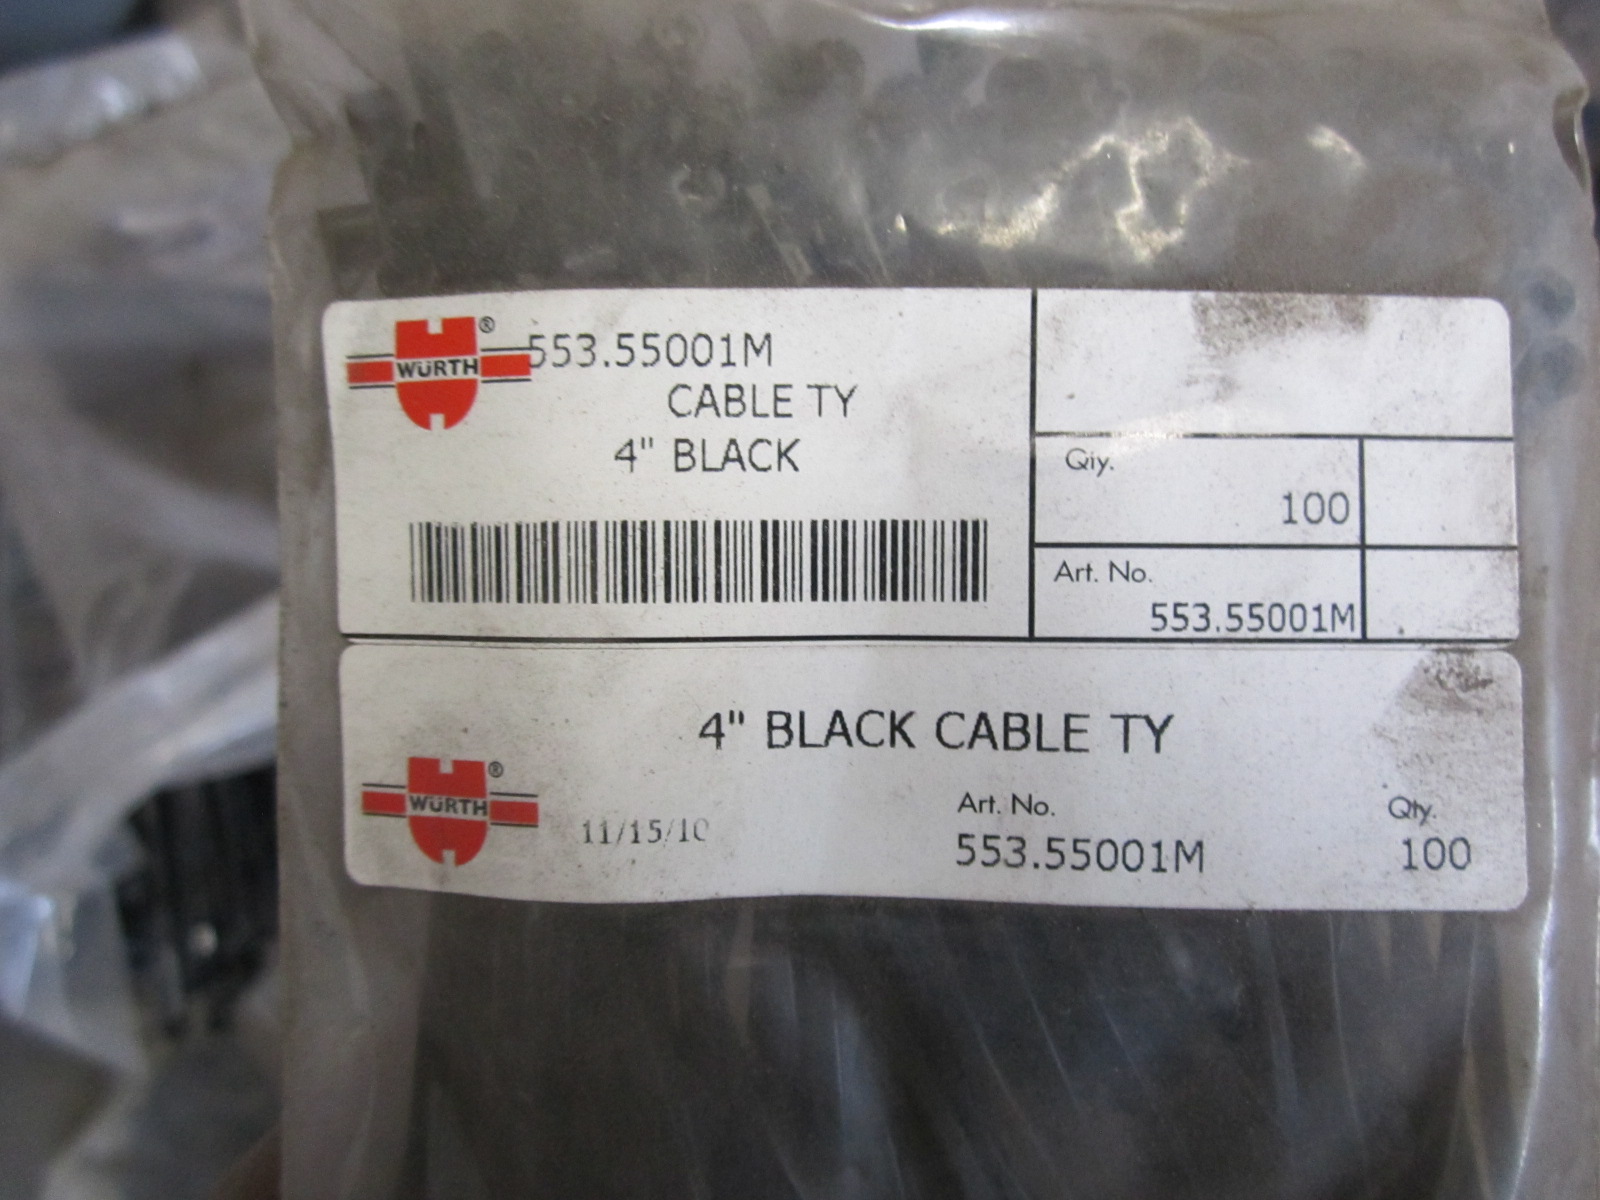 WÜRTH ® 553.55001M
CABLE TY
4" BLACK
Qty.
100
Art. No.
553.55001M
4" BLACK CABLE TY
WÜRTH ®
11/15/10
Art. No.
553.55001M
Qty.
100